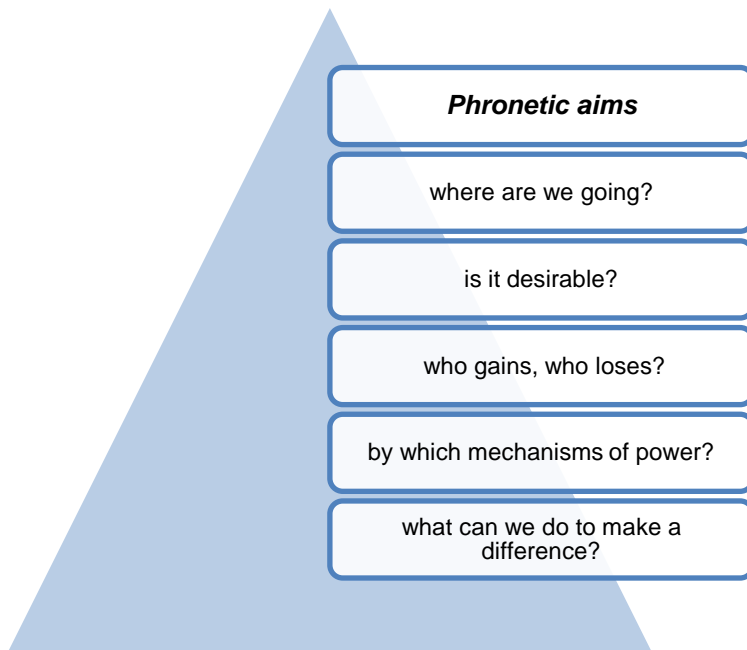 Phronetic aims
where are we going?
is it desirable?
who gains, who loses?
by which mechanisms of power?
what can we do to make a
difference?